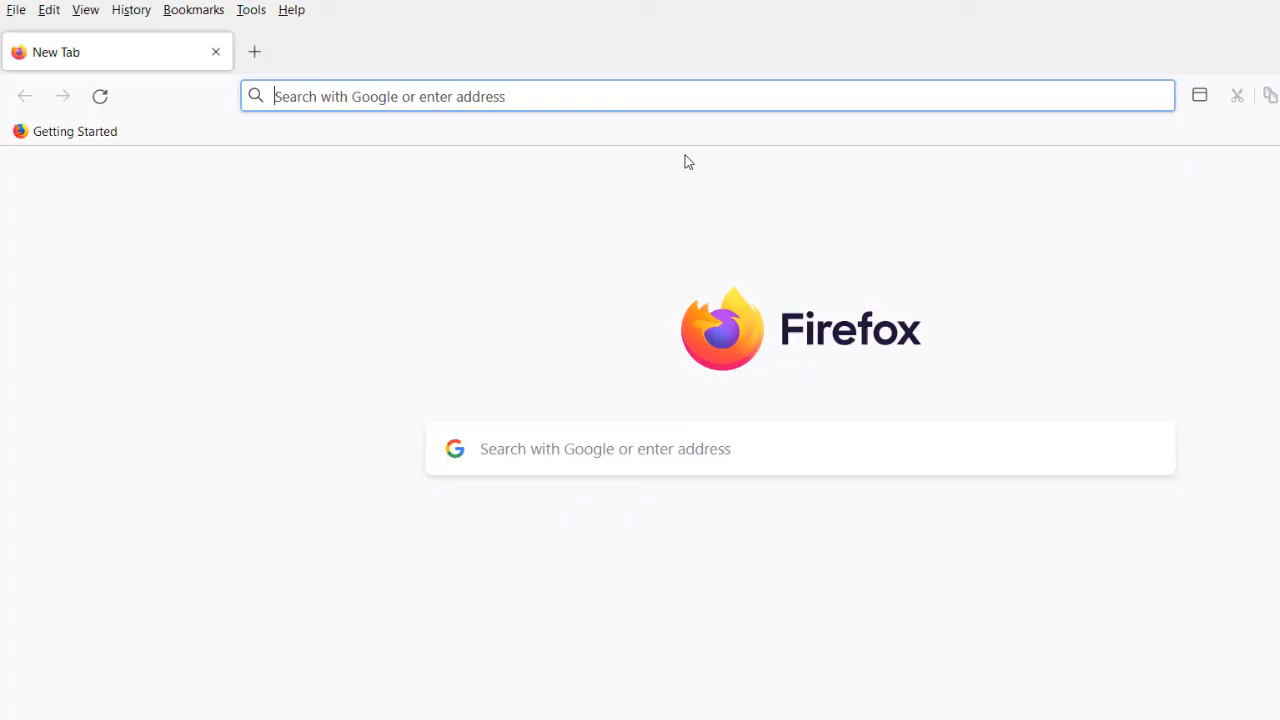 File Edit View History Bookmarks Tools Help
New Tab
Search with Google or enter address
Getting Started
Firefox
Search with Google or enter address